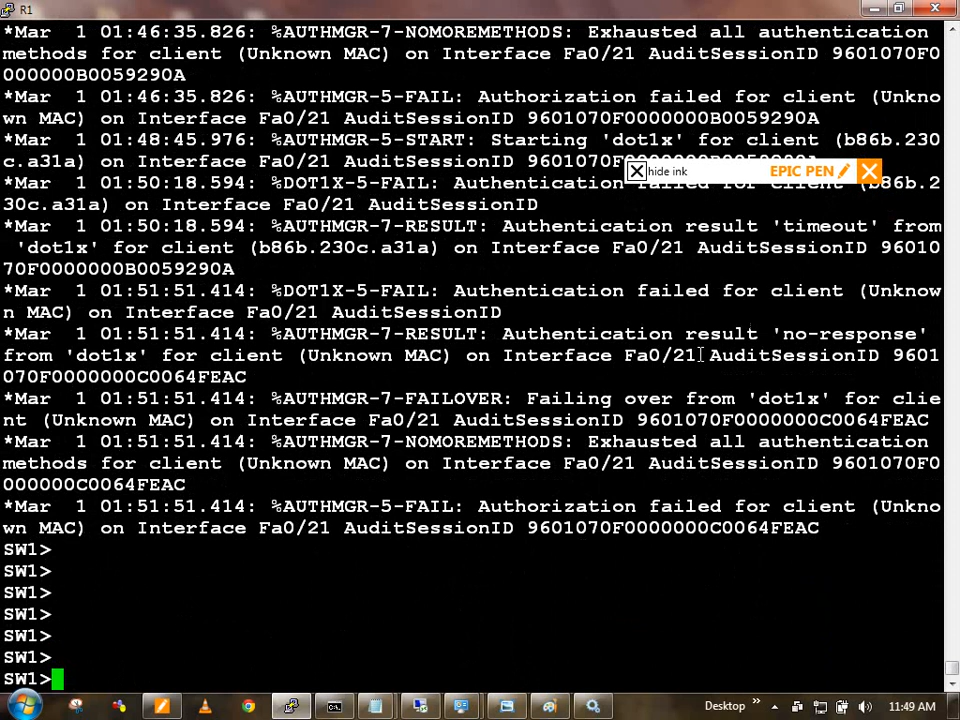 R1
*Mar  1 01:46:35.826: %AUTHMGR-7-NOMOREMETHODS: Exhausted all authentication
methods for client (Unknown MAC) on Interface Fa0/21 AuditSessionID 9601070F0
000000B0059290A
*Mar  1 01:46:35.826: %AUTHMGR-5-FAIL: Authorization failed for client (Unkno
wn MAC) on Interface Fa0/21 AuditSessionID 9601070F0000000B0059290A
*Mar  1 01:48:45.976: %AUTHMGR-5-START: Starting 'dot1x' for client (b86b.230
c.a31a) on Interface Fa0/21 AuditSessionID
hide ink EPIC PEN
*Mar  1 01:50:18.594: %DOT1X-5-FAIL: Authentication failed for client (b86b.2
30c.a31a) on Interface Fa0/21 AuditSessionID
*Mar  1 01:50:18.594: %AUTHMGR-7-RESULT: Authentication result 'timeout' from
 'dot1x' for client (b86b.230c.a31a) on Interface Fa0/21 AuditSessionID 96010
70F0000000B0059290A
*Mar  1 01:51:51.414: %DOT1X-5-FAIL: Authentication failed for client (Unknow
n MAC) on Interface Fa0/21 AuditSessionID
*Mar  1 01:51:51.414: %AUTHMGR-7-RESULT: Authentication result 'no-response'
from 'dot1x' for client (Unknown MAC) on Interface Fa0/21 AuditSessionID 9601
070F0000000C0064FEAC
*Mar  1 01:51:51.414: %AUTHMGR-7-FAILOVER: Failing over from 'dot1x' for clie
nt (Unknown MAC) on Interface Fa0/21 AuditSessionID 9601070F0000000C0064FEAC
*Mar  1 01:51:51.414: %AUTHMGR-7-NOMOREMETHODS: Exhausted all authentication
methods for client (Unknown MAC) on Interface Fa0/21 AuditSessionID 9601070F0
000000C0064FEAC
*Mar  1 01:51:51.414: %AUTHMGR-5-FAIL: Authorization failed for client (Unkno
wn MAC) on Interface Fa0/21 AuditSessionID 9601070F0000000C0064FEAC
SW1>
SW1>
SW1>
SW1>
SW1>
SW1>
SW1>
Desktop 11:49 AM